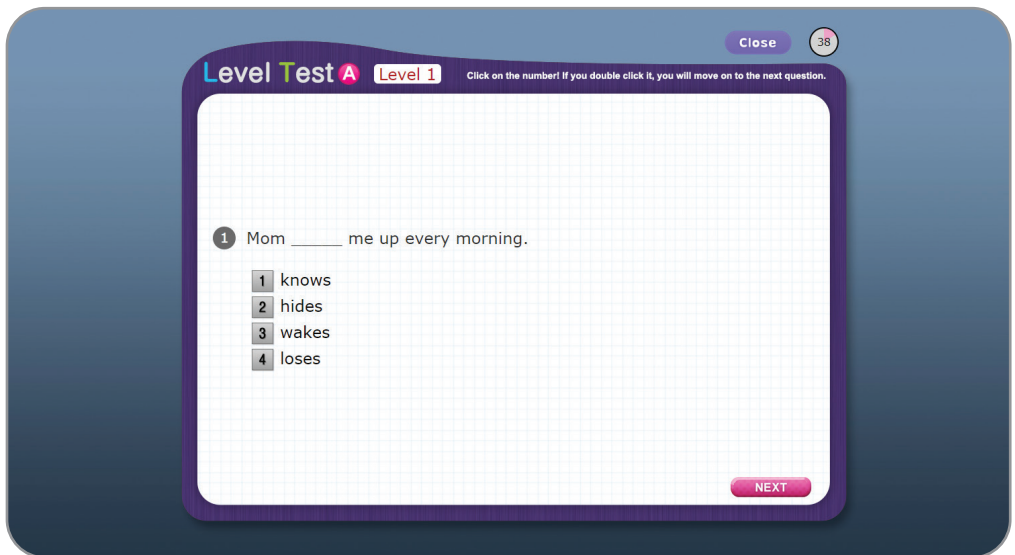 Close 38
Level Test A Level 1 Click on the number! If you double click it, you will move on to the next question.
1 Mom _____ me up every morning.
1 knows
2 hides
3 wakes
4 loses
NEXT